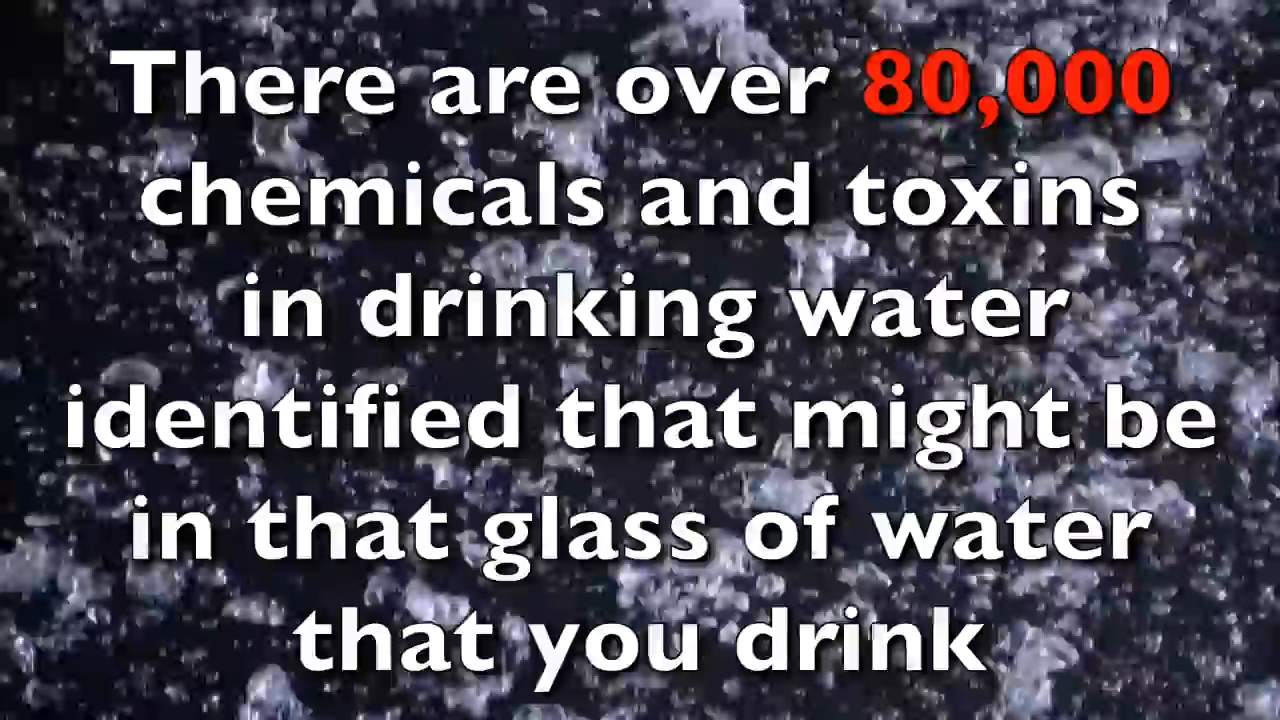 There are over 80,000
chemicals and toxins
in drinking water
identified that might be
in that glass of water
that you drink